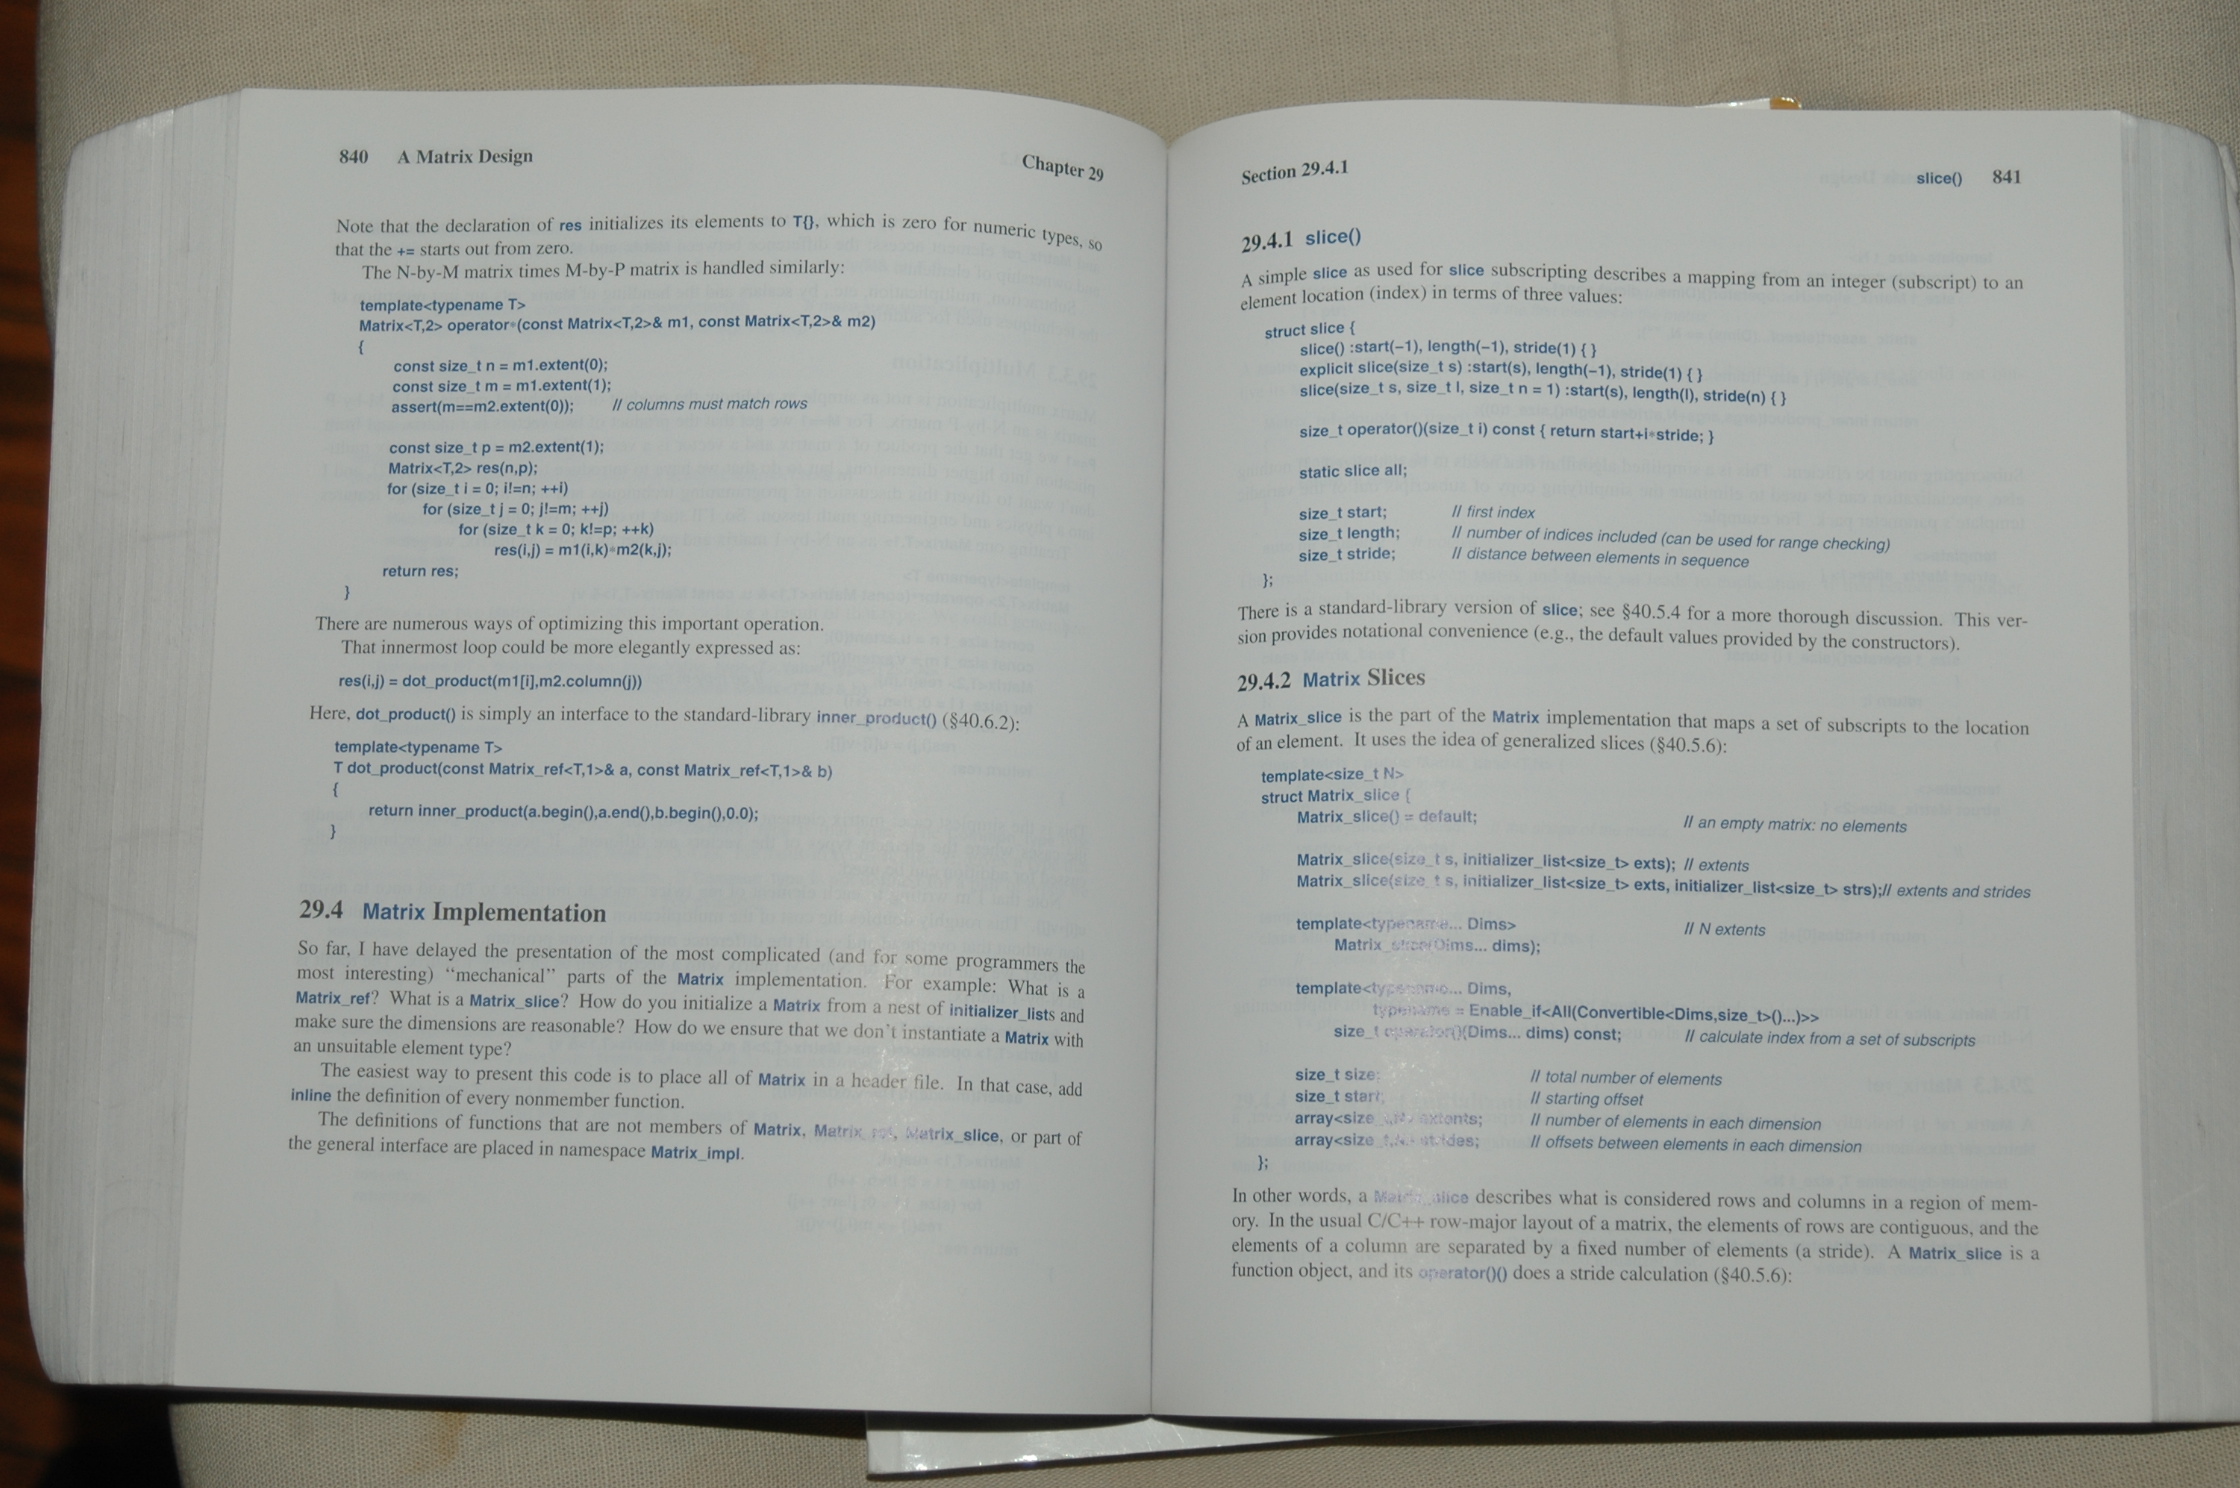 840 A Matrix Design Chapter 29
Note that the declaration of res initializes its elements to T{}, which is zero for numeric types, so
that the += starts out from zero.
The N-by-M matrix times M-by-P matrix is handled similarly:
template<typename T>
Matrix<T,2> operator*(const Matrix<T,2>& m1, const Matrix<T,2>& m2)
{
const size_t n = m1.extent(0);
const size_t m = m1.extent(1);
assert(m==m2.extent(0)); // columns must match rows
const size_t p = m2.extent(1);
Matrix<T,2> res(n,p);
for (size_t i = 0; i!=n; ++i)
for (size_t j = 0; j!=m; ++j)
for (size_t k = 0; k!=p; ++k)
res(i,j) = m1(i,k)*m2(k,j);
return res;
}
There are numerous ways of optimizing this important operation.
That innermost loop could be more elegantly expressed as:
res(i,j) = dot_product(m1[i],m2.column(j))
Here, dot_product() is simply an interface to the standard-library inner_product() (§40.6.2):
template<typename T>
T dot_product(const Matrix_ref<T,1>& a, const Matrix_ref<T,1>& b)
{
return inner_product(a.begin(),a.end(),b.begin(),0.0);
}
29.4 Matrix Implementation
So far, I have delayed the presentation of the most complicated (and for some programmers the
most interesting) “mechanical” parts of the Matrix implementation. For example: What is a
Matrix_ref? What is a Matrix_slice? How do you initialize a Matrix from a nest of initializer_lists and
make sure the dimensions are reasonable? How do we ensure that we don’t instantiate a Matrix with
an unsuitable element type?
The easiest way to present this code is to place all of Matrix in a header file. In that case, add
inline the definition of every nonmember function.
The definitions of functions that are not members of Matrix, Matrix_ref, Matrix_slice, or part of
the general interface are placed in namespace Matrix_impl.
Section 29.4.1 slice() 841
29.4.1 slice()
A simple slice as used for slice subscripting describes a mapping from an integer (subscript) to an
element location (index) in terms of three values:
struct slice {
slice() :start(-1), length(-1), stride(1) { }
explicit slice(size_t s) :start(s), length(-1), stride(1) { }
slice(size_t s, size_t l, size_t n = 1) :start(s), length(l), stride(n) { }
size_t operator()(size_t i) const { return start+i*stride; }
static slice all;
size_t start; // first index
size_t length; // number of indices included (can be used for range checking)
size_t stride; // distance between elements in sequence
};
There is a standard-library version of slice; see §40.5.4 for a more thorough discussion. This ver-
sion provides notational convenience (e.g., the default values provided by the constructors).
29.4.2 Matrix Slices
A Matrix_slice is the part of the Matrix implementation that maps a set of subscripts to the location
of an element. It uses the idea of generalized slices (§40.5.6):
template<size_t N>
struct Matrix_slice {
Matrix_slice() = default; // an empty matrix: no elements
Matrix_slice(size_t s, initializer_list<size_t> exts); // extents
Matrix_slice(size_t s, initializer_list<size_t> exts, initializer_list<size_t> strs);// extents and strides
template<typename... Dims> // N extents
Matrix_slice(Dims... dims);
template<typename... Dims,
typename = Enable_if<All(Convertible<Dims,size_t>()...)>>
size_t operator()(Dims... dims) const; // calculate index from a set of subscripts
size_t size; // total number of elements
size_t start; // starting offset
array<size_t,N> extents; // number of elements in each dimension
array<size_t,N> strides; // offsets between elements in each dimension
};
In other words, a Matrix_slice describes what is considered rows and columns in a region of mem-
ory. In the usual C/C++ row-major layout of a matrix, the elements of rows are contiguous, and the
elements of a column are separated by a fixed number of elements (a stride). A Matrix_slice is a
function object, and its operator()() does a stride calculation (§40.5.6):